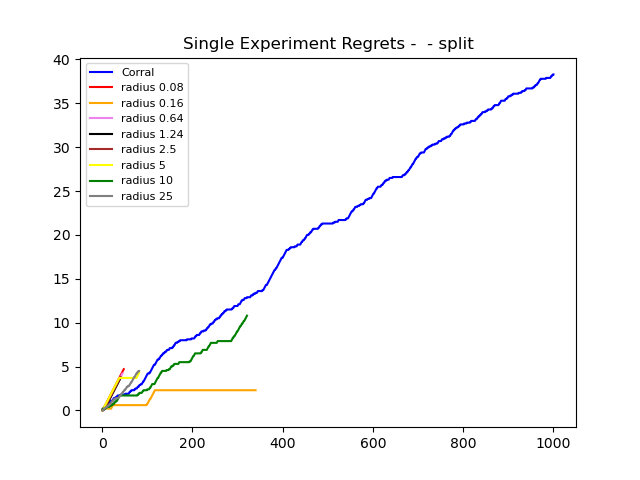 Single Experiment Regrets -  - split
40
35
30
25
20
15
10
5
0
Corral
radius 0.08
radius 0.16
radius 0.64
radius 1.24
radius 2.5
radius 5
radius 10
radius 25
0 200 400 600 800 1000